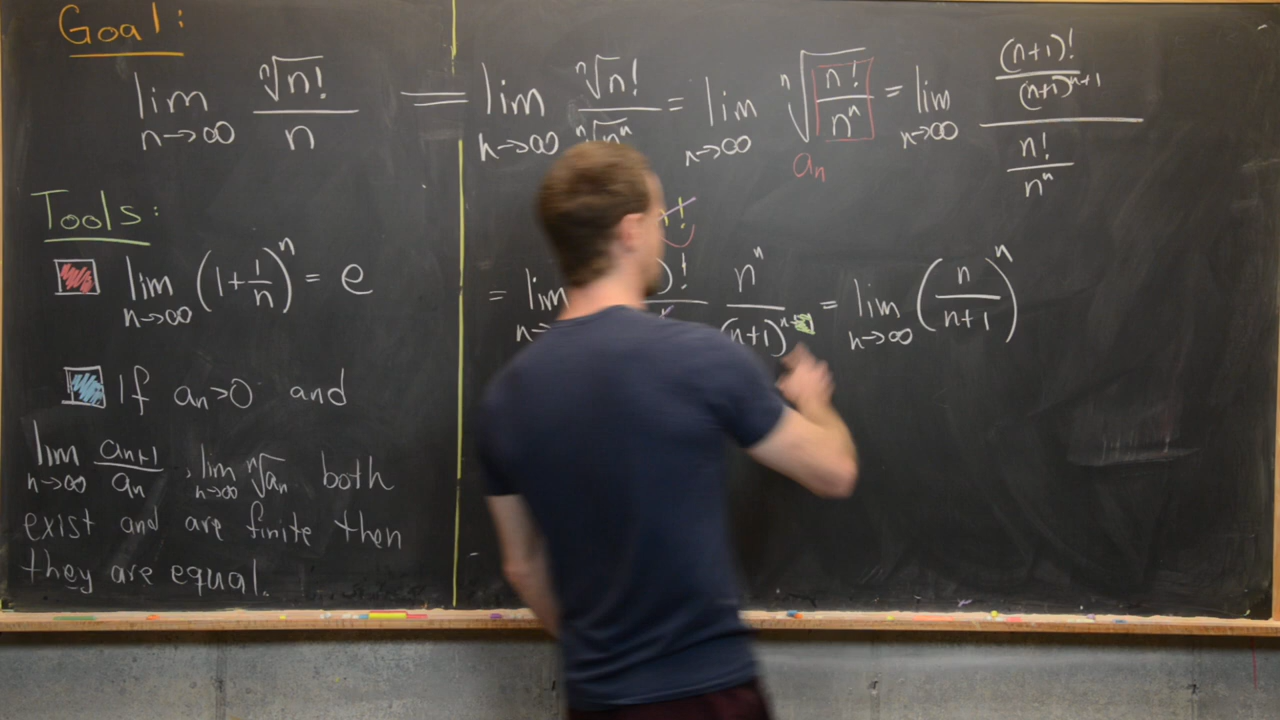 Goal:
lim n→∞ ⁿ√n! / n = lim n→∞ ⁿ√n! / ⁿ√nⁿ = lim n→∞ ⁿ√(n!/nⁿ) = lim n→∞ ((n+1)!/(n+1)ⁿ⁺¹) / (n!/nⁿ)
aₙ
Tools:
lim n→∞ (1+1/n)ⁿ = e
= lim )! nⁿ/(n+1)ⁿ = lim n→∞ (n/(n+1))ⁿ
If aₙ>0 and
lim n→∞ aₙ₊₁/aₙ , lim n→∞ ⁿ√aₙ both
exist and are finite then
they are equal.